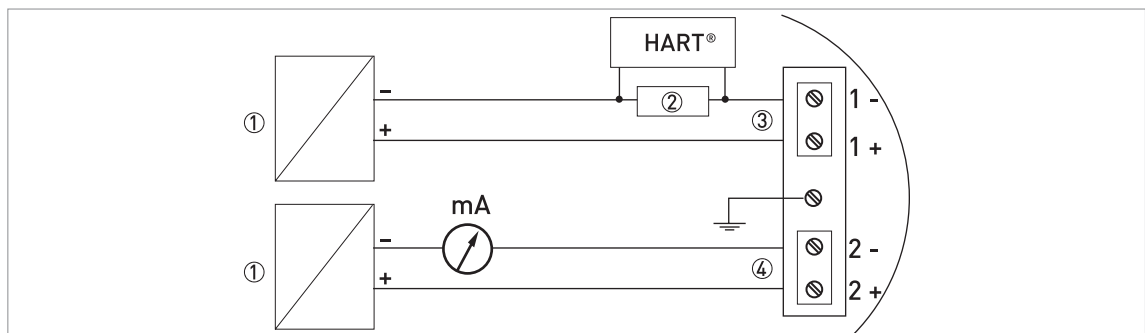 HART®
− ② 1 -
① ③
+ 1 +
mA
− 2 -
① ④
+ 2 +